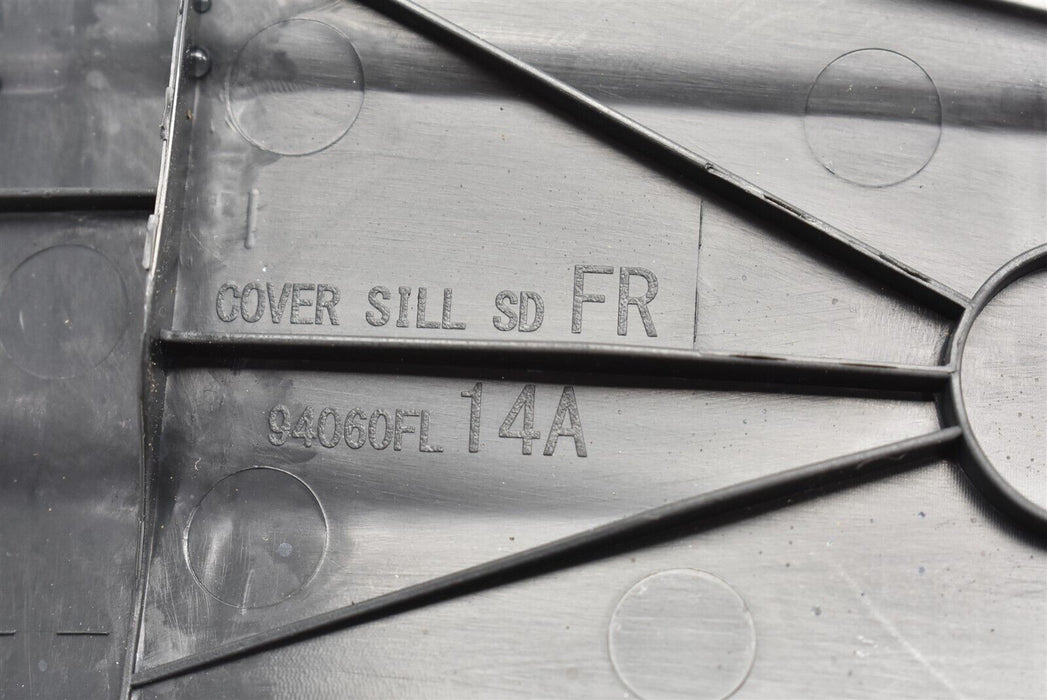 COVER SILL SD FR
94060FL 14A